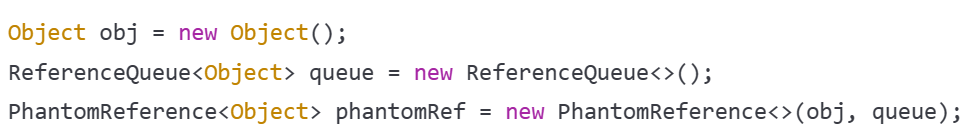 Object obj = new Object();
ReferenceQueue<Object> queue = new ReferenceQueue<>();
PhantomReference<Object> phantomRef = new PhantomReference<>(obj, queue);